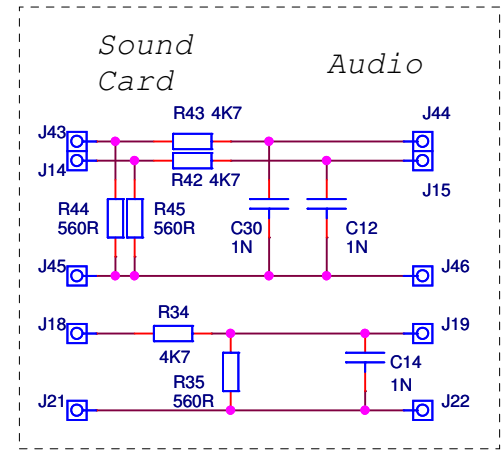 Sound
Card
Audio
R43 4K7
J43
J44
J14
R42 4K7
J15
R44
560R
R45
560R
C30
1N
C12
1N
J45
J46
R34
J18
J19
4K7
C14
1N
R35
560R
J21
J22